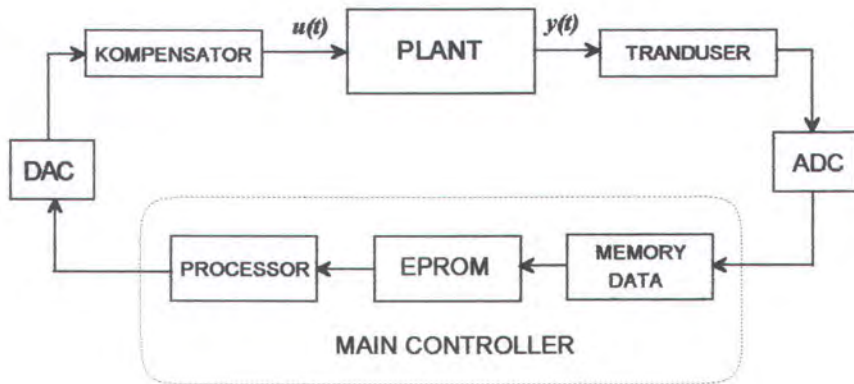 u(t)
y(t)
KOMPENSATOR
PLANT
TRANDUSER
DAC
ADC
PROCESSOR
EPROM
MEMORY
DATA
MAIN CONTROLLER